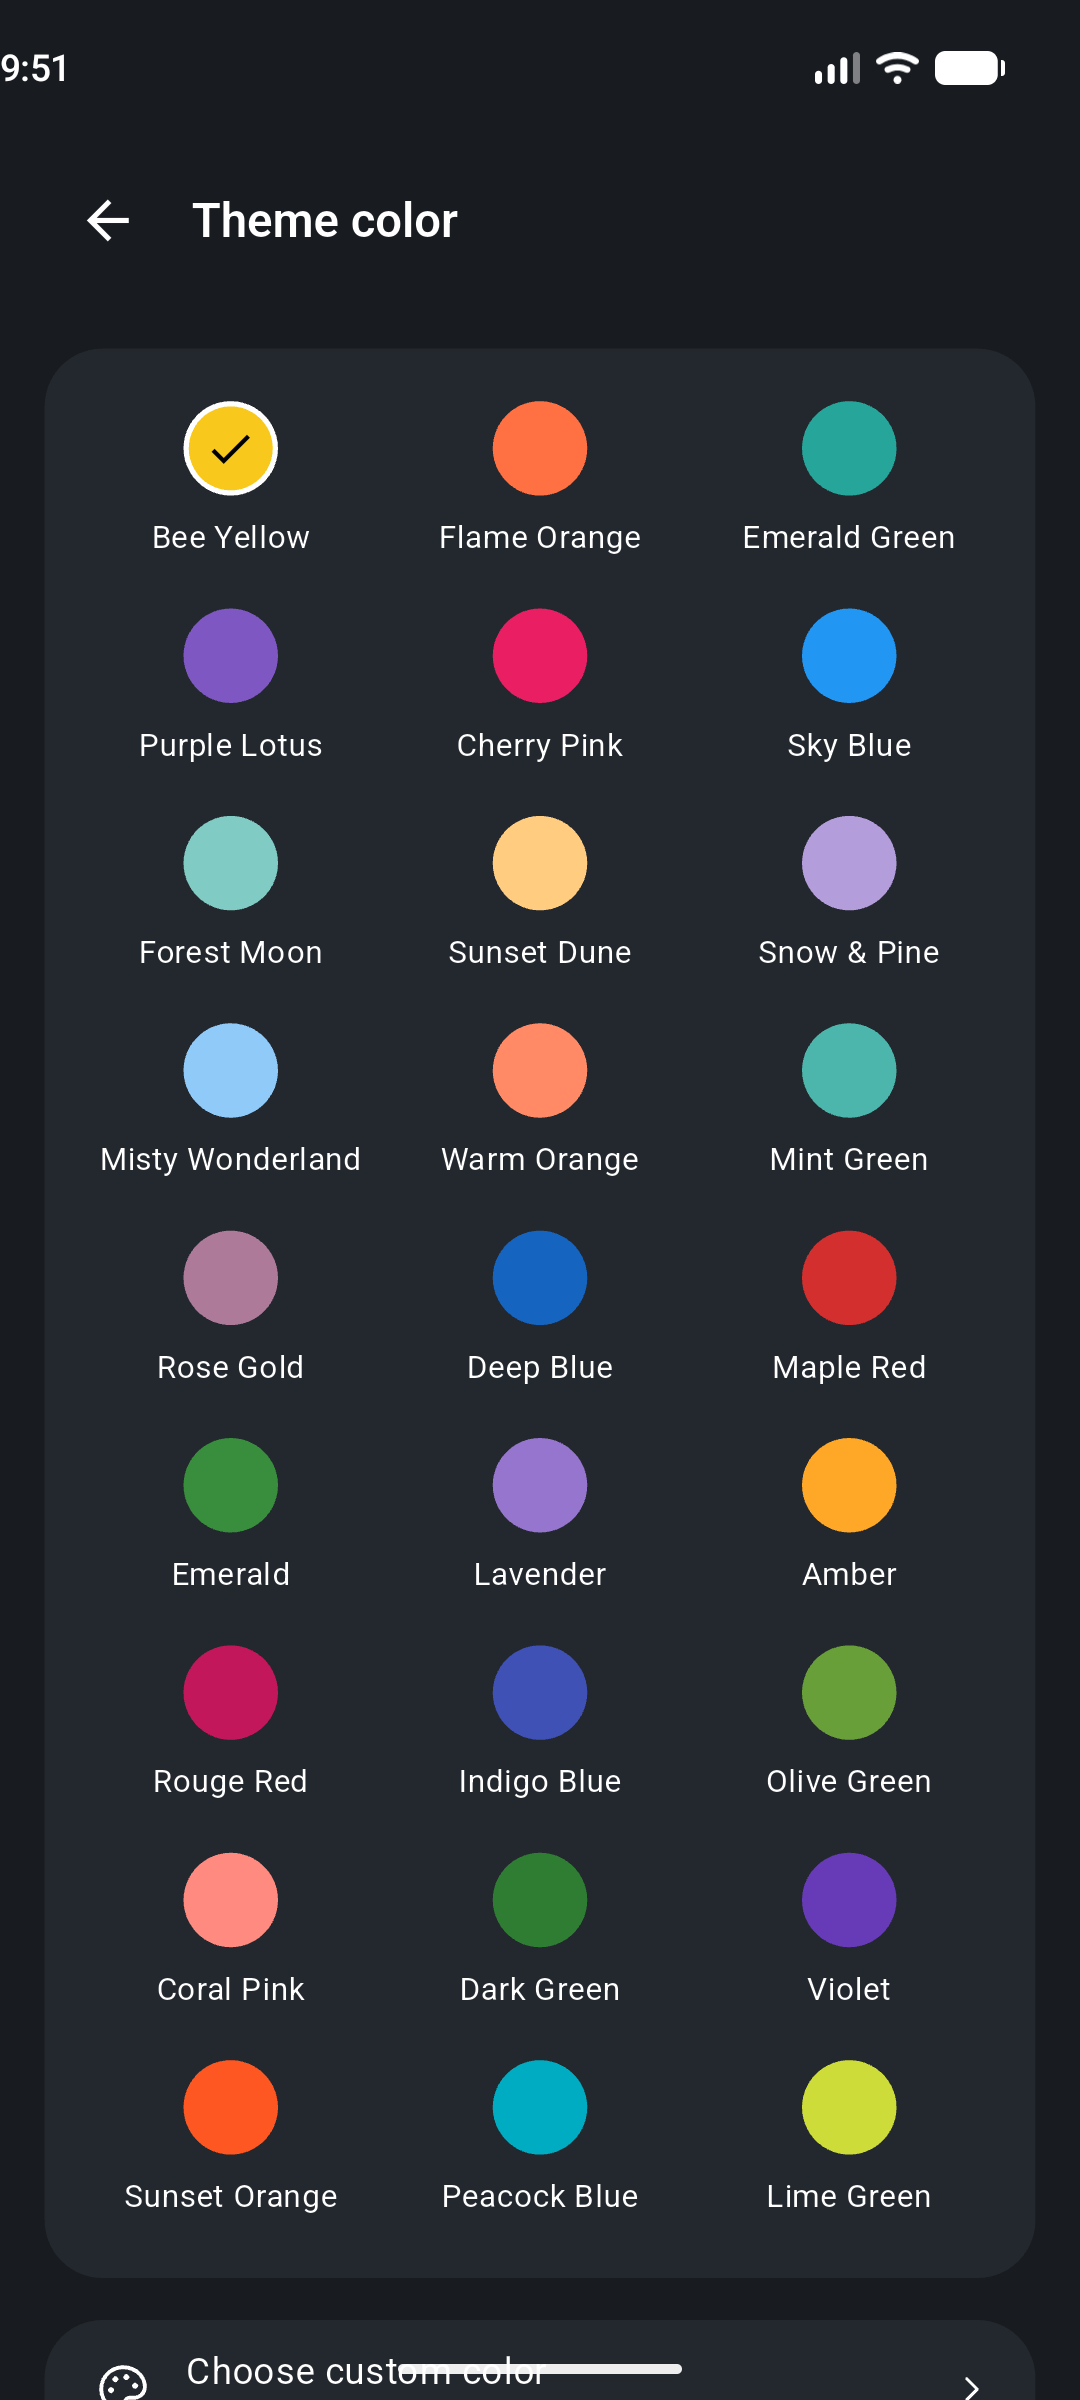 9:51
Theme color
Bee Yellow
Flame Orange
Emerald Green
Purple Lotus
Cherry Pink
Sky Blue
Forest Moon
Sunset Dune
Snow & Pine
Misty Wonderland
Warm Orange
Mint Green
Rose Gold
Deep Blue
Maple Red
Emerald
Lavender
Amber
Rouge Red
Indigo Blue
Olive Green
Coral Pink
Dark Green
Violet
Sunset Orange
Peacock Blue
Lime Green
Choose custom color